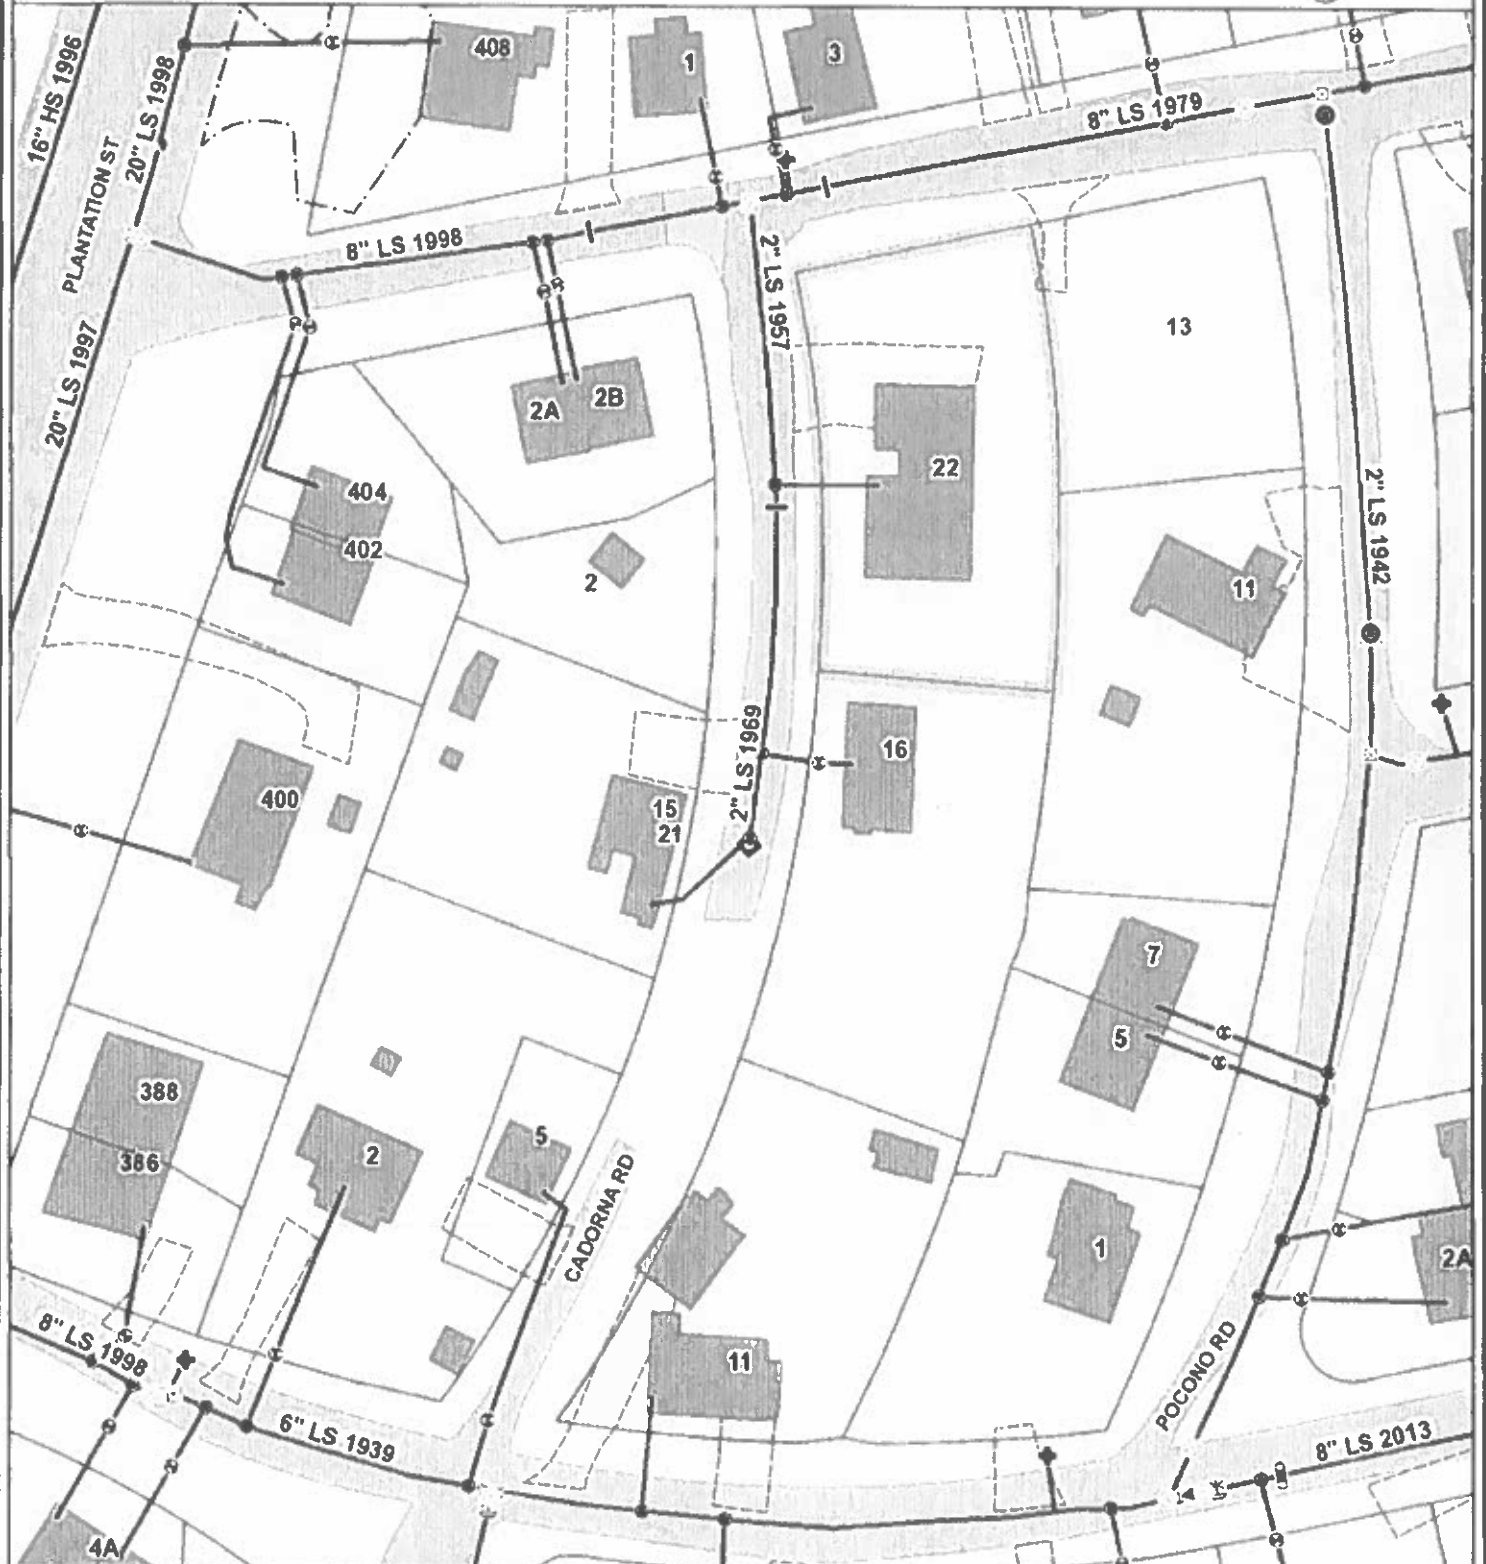 408
1
3
16" HS 1996
20" LS 1998
PLANTATION ST
8" LS 1979
8" LS 1998
2" LS 1957
13
20" LS 1997
2A
2B
22
404
402
2
2" LS 1942
11
2" LS 1969
16
400
15
21
7
5
388
386
2
5
CADORNA RD
1
2A
8" LS 1998
11
POCONO RD
6" LS 1939
8" LS 2013
4A